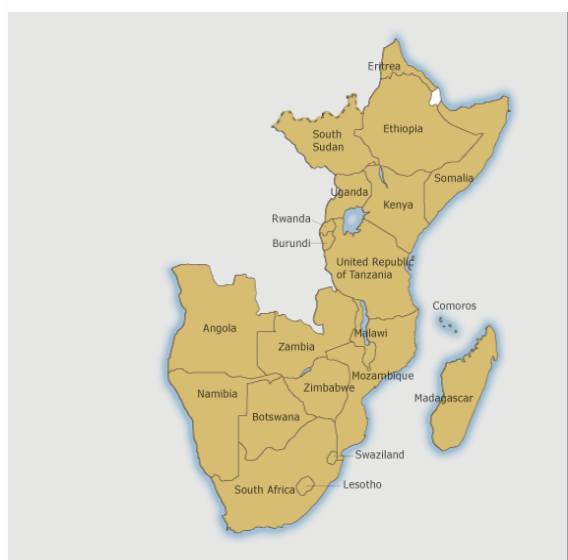 Eritrea
Ethiopia
South
Sudan
Somalia
Uganda
Kenya
Rwanda
Burundi
United Republic
of Tanzania
Comoros
Angola
Malawi
Zambia
Mozambique
Zimbabwe
Namibia
Madagascar
Botswana
Swaziland
South Africa
Lesotho